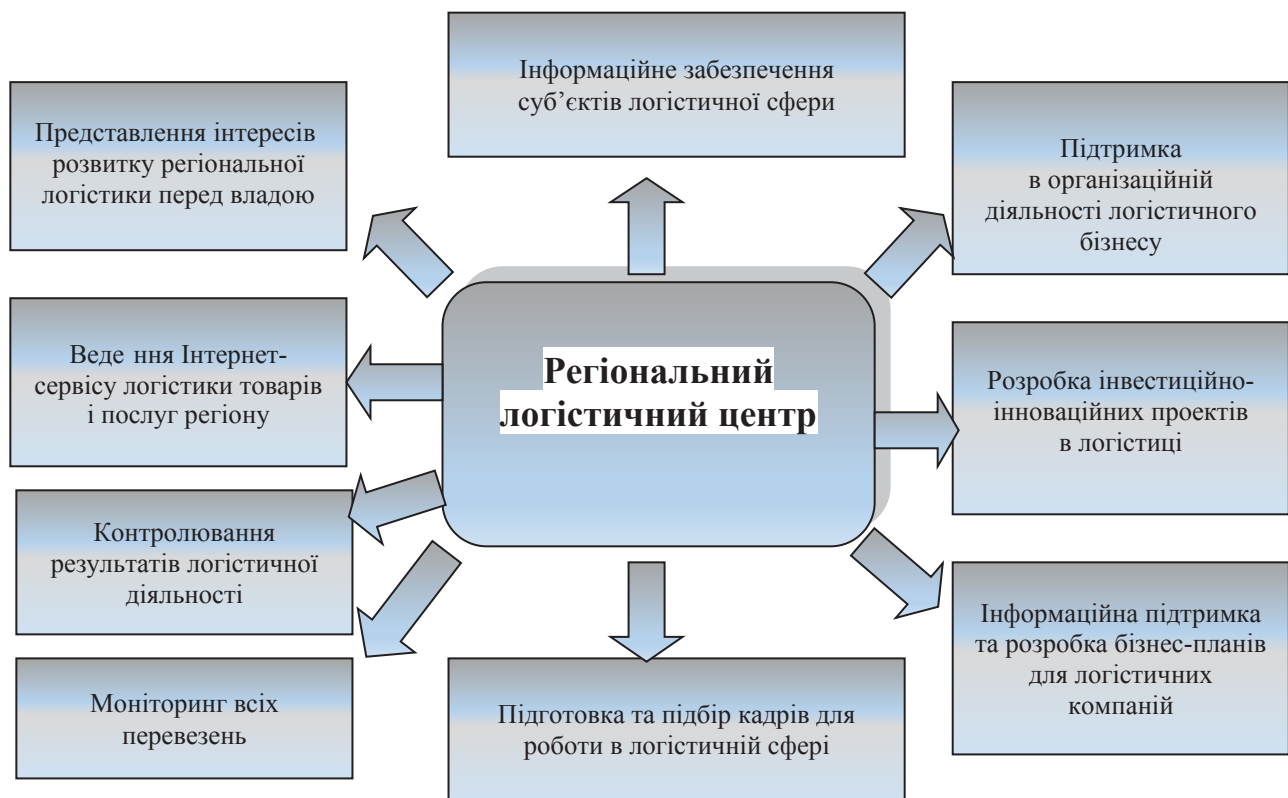 Інформаційне забезпечення
суб’єктів логістичної сфери
Представлення інтересів
розвитку регіональної
логістики перед владою
Підтримка
в організаційній
діяльності логістичного
бізнесу
Веде ння Інтернет-
сервісу логістики товарів
і послуг регіону
Регіональний
логістичний центр
Розробка інвестиційно-
інноваційних проектів
в логістиці
Контролювання
результатів логістичної
діяльності
Інформаційна підтримка
та розробка бізнес-планів
для логістичних
компаній
Моніторинг всіх
перевезень
Підготовка та підбір кадрів для
роботи в логістичній сфері